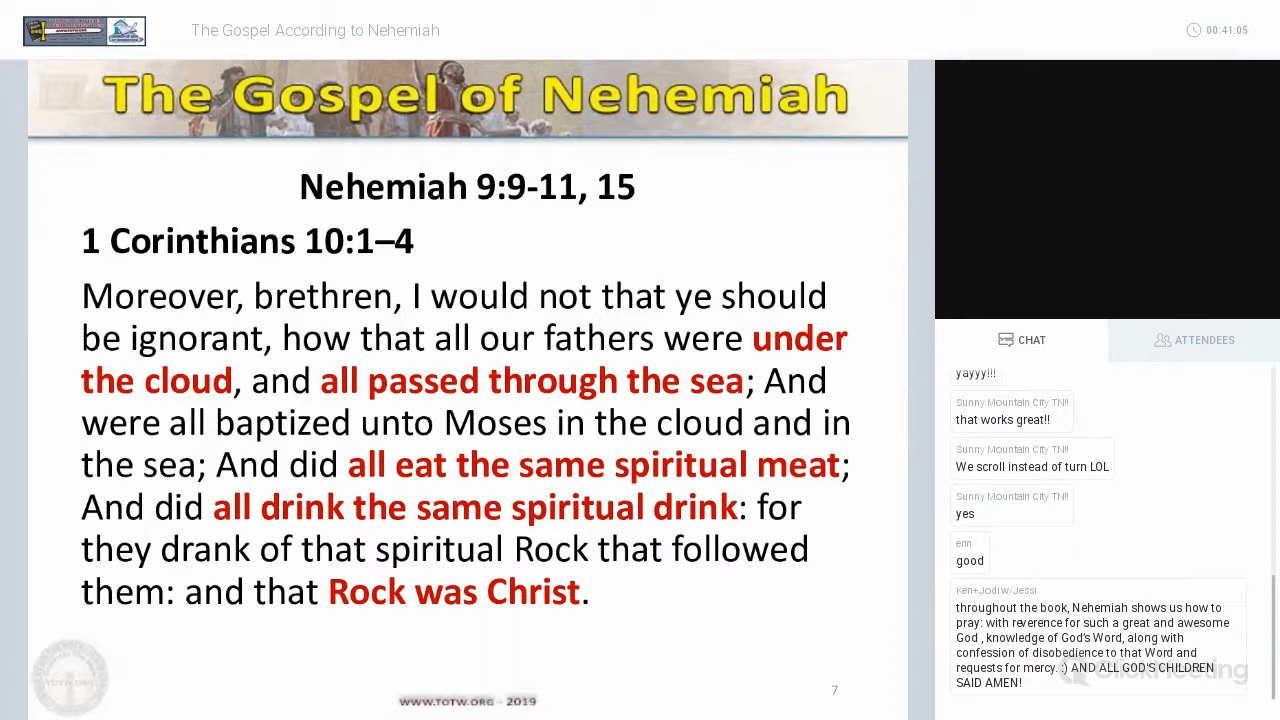 The Gospel According to Nehemiah
00:41:05
The Gospel of Nehemiah
Nehemiah 9:9-11, 15
1 Corinthians 10:1–4
Moreover, brethren, I would not that ye should
be ignorant, how that all our fathers were under
the cloud, and all passed through the sea; And
were all baptized unto Moses in the cloud and in
the sea; And did all eat the same spiritual meat;
And did all drink the same spiritual drink: for
they drank of that spiritual Rock that followed
them: and that Rock was Christ.
TOTW.ORG
WWW.TOTW.ORG - 2019
7
CHAT
ATTENDEES
yayyy!!!
Sunny Mountain City TN!!
that works great!!
Sunny Mountain City TN!!
We scroll instead of turn LOL
Sunny Mountain City TN!!
yes
erin
good
Ken+Jodi w/Jessi
throughout the book, Nehemiah shows us how to
pray: with reverence for such a great and awesome
God , knowledge of God's Word, along with
confession of disobedience to that Word and
requests for mercy. :) AND ALL GOD'S CHILDREN
SAID AMEN!
ClickMeeting